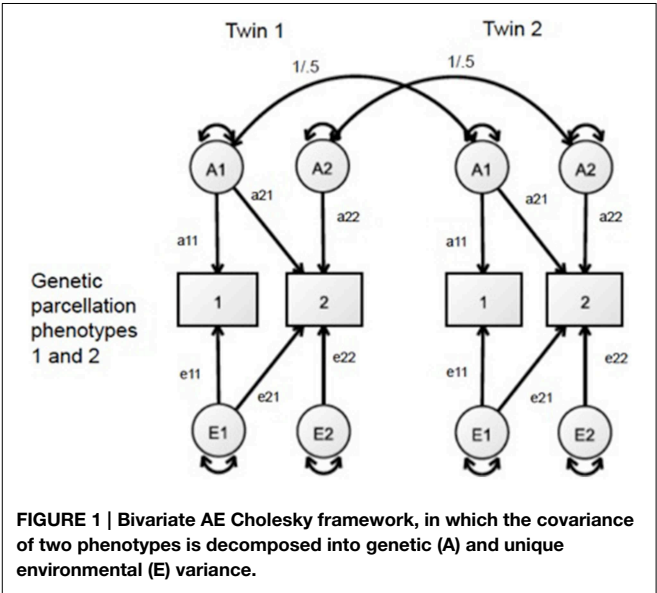 Twin 1 Twin 2
1/.5 1/.5
A1 A2 A1 A2
a21 a21
a22 a22
a11 a11
Genetic
parcellation
phenotypes
1 and 2
1 2 1 2
e11 e22 e11 e22
e21 e21
E1 E2 E1 E2
FIGURE 1 | Bivariate AE Cholesky framework, in which the covariance
of two phenotypes is decomposed into genetic (A) and unique
environmental (E) variance.